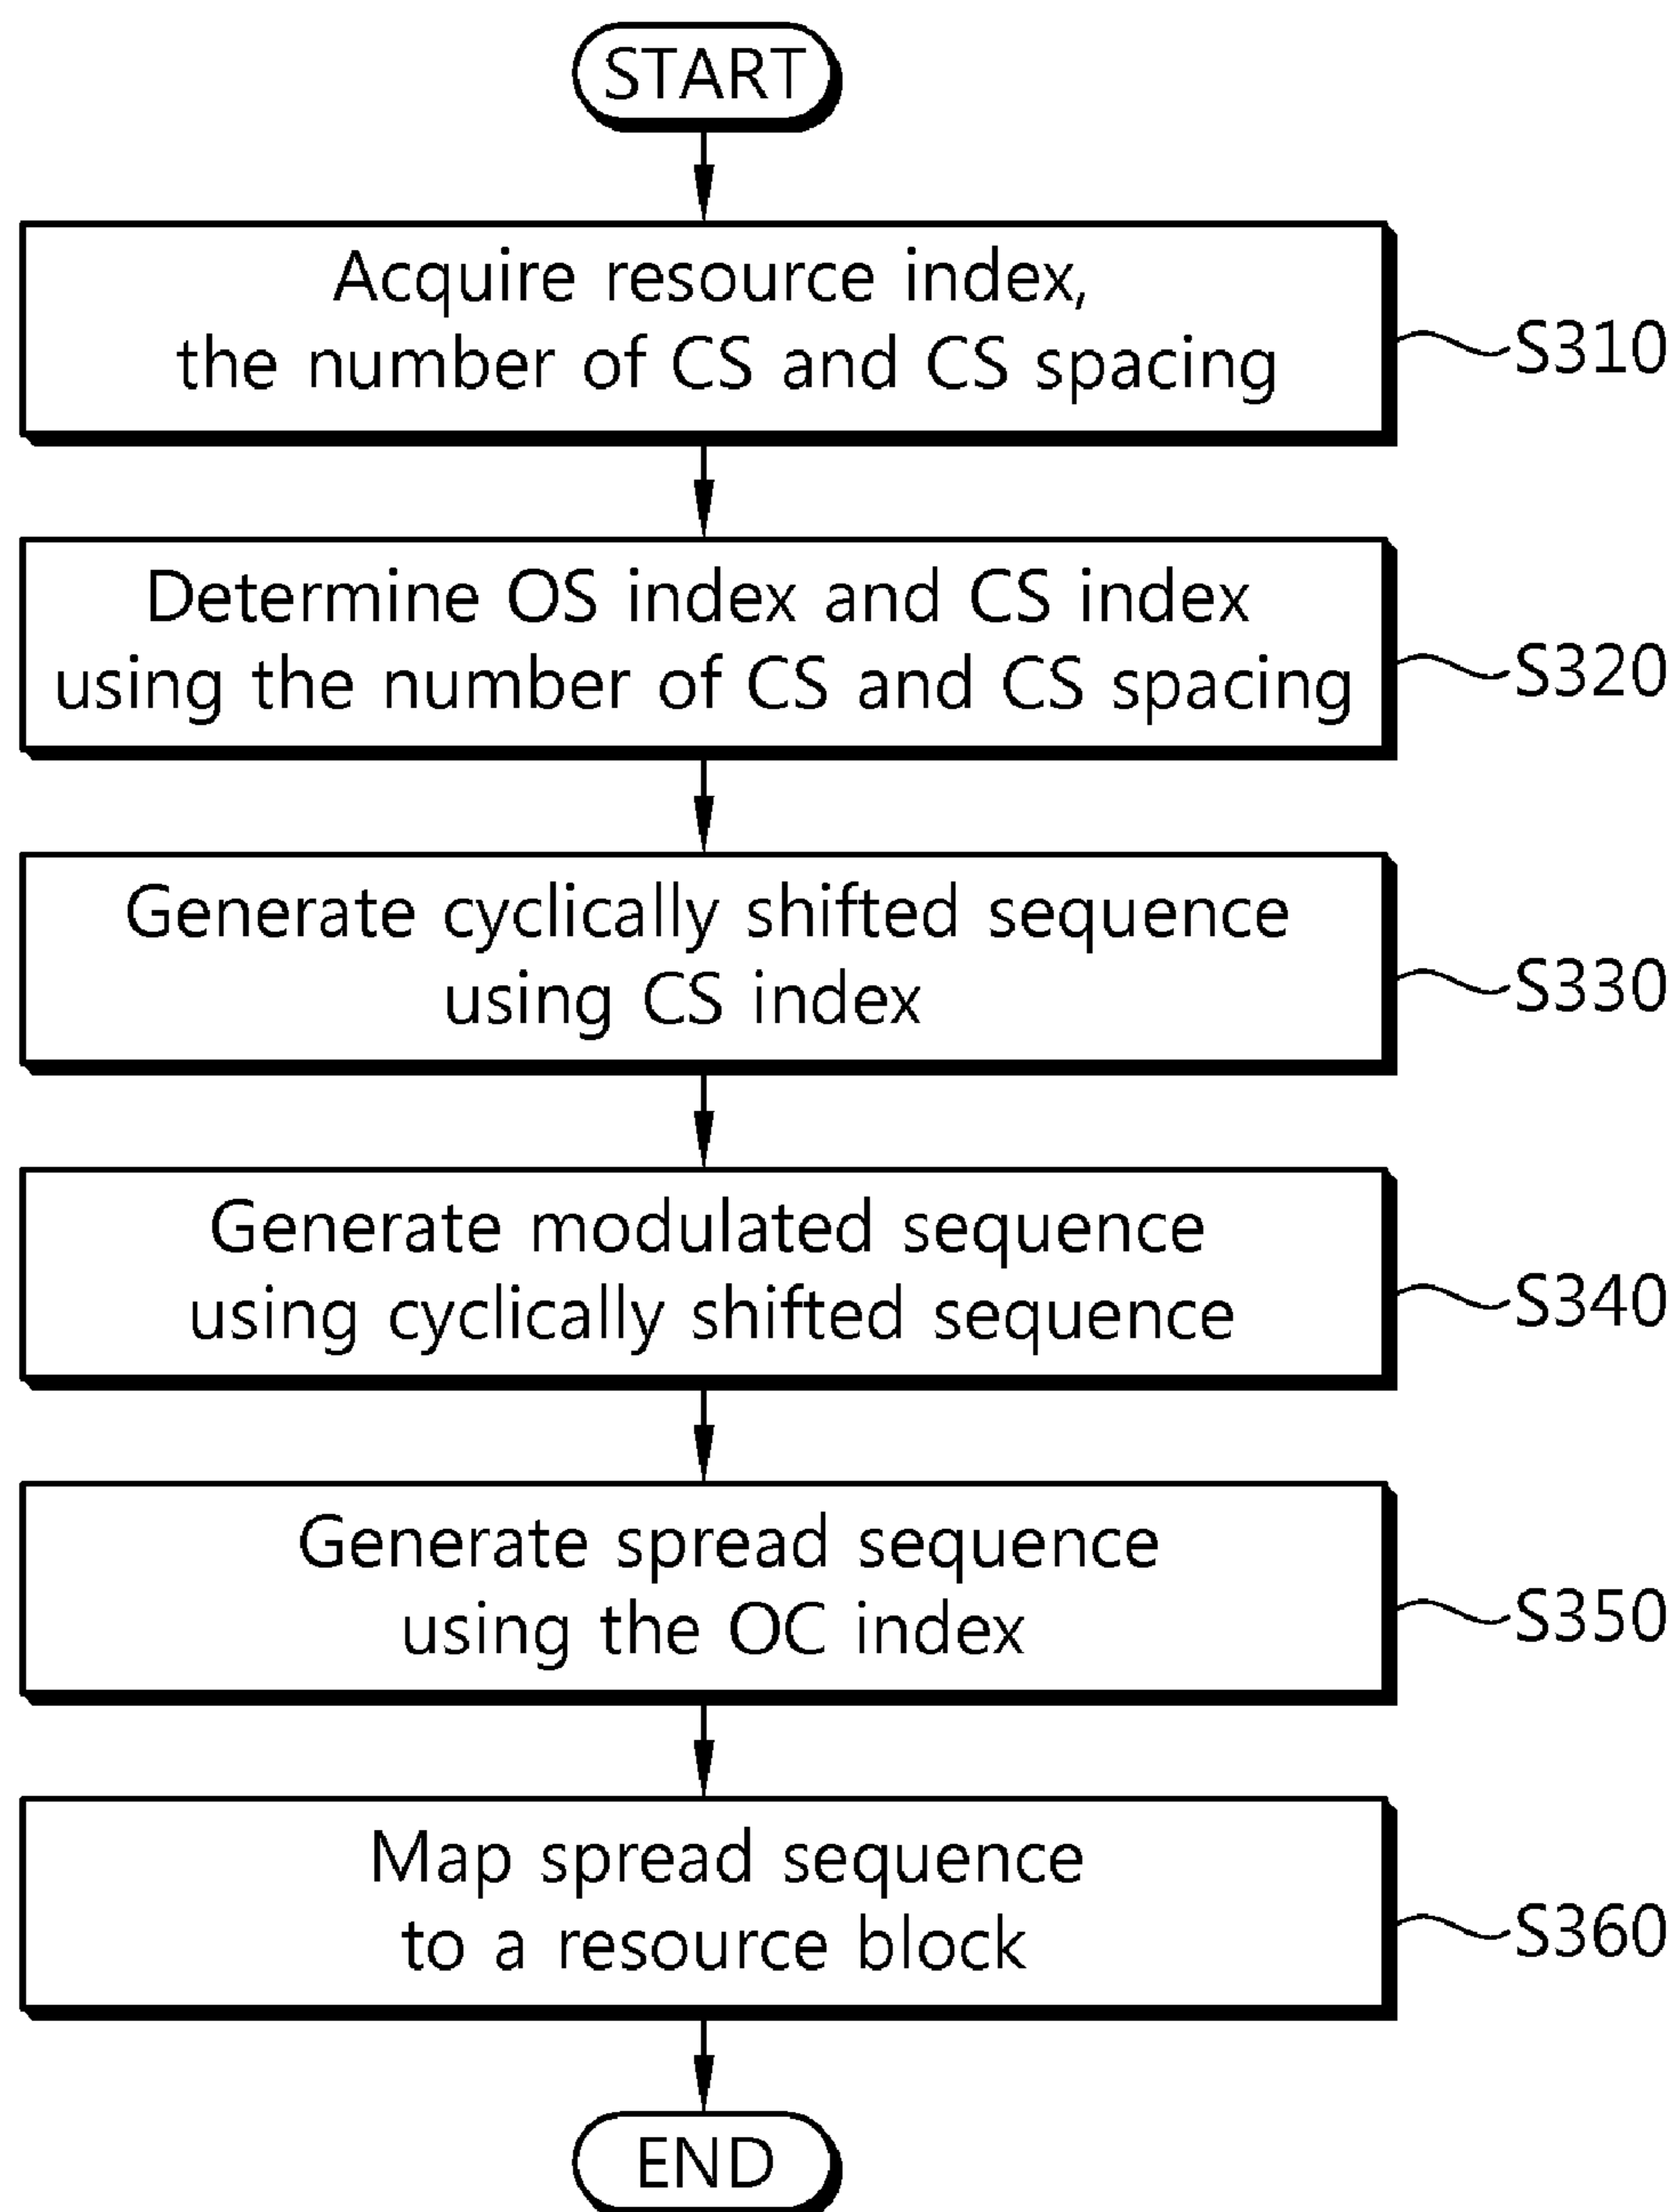 START
Acquire resource index,
the number of CS and CS spacing
S310
Determine OS index and CS index
using the number of CS and CS spacing
S320
Generate cyclically shifted sequence
using CS index
S330
Generate modulated sequence
using cyclically shifted sequence
S340
Generate spread sequence
using the OC index
S350
Map spread sequence
to a resource block
S360
END